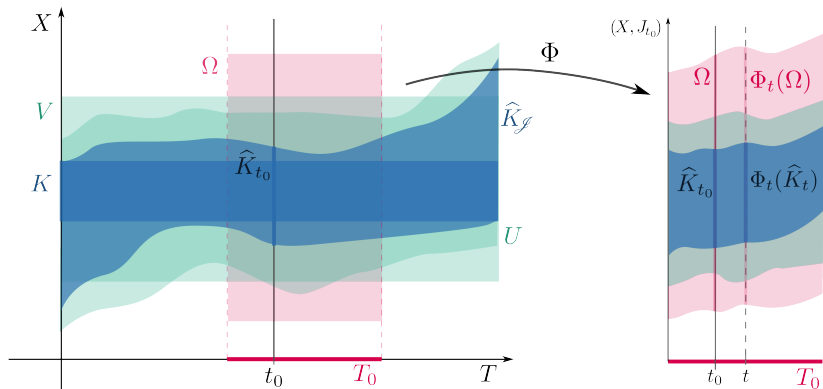 X
Ω
Φ
V
K
K̂_{t_0}
K̂_𝒥
U
t_0
T_0
T
(X, J_{t_0})
Ω
Φ_t(Ω)
K̂_{t_0}
Φ_t(K̂_t)
t_0
t
T_0